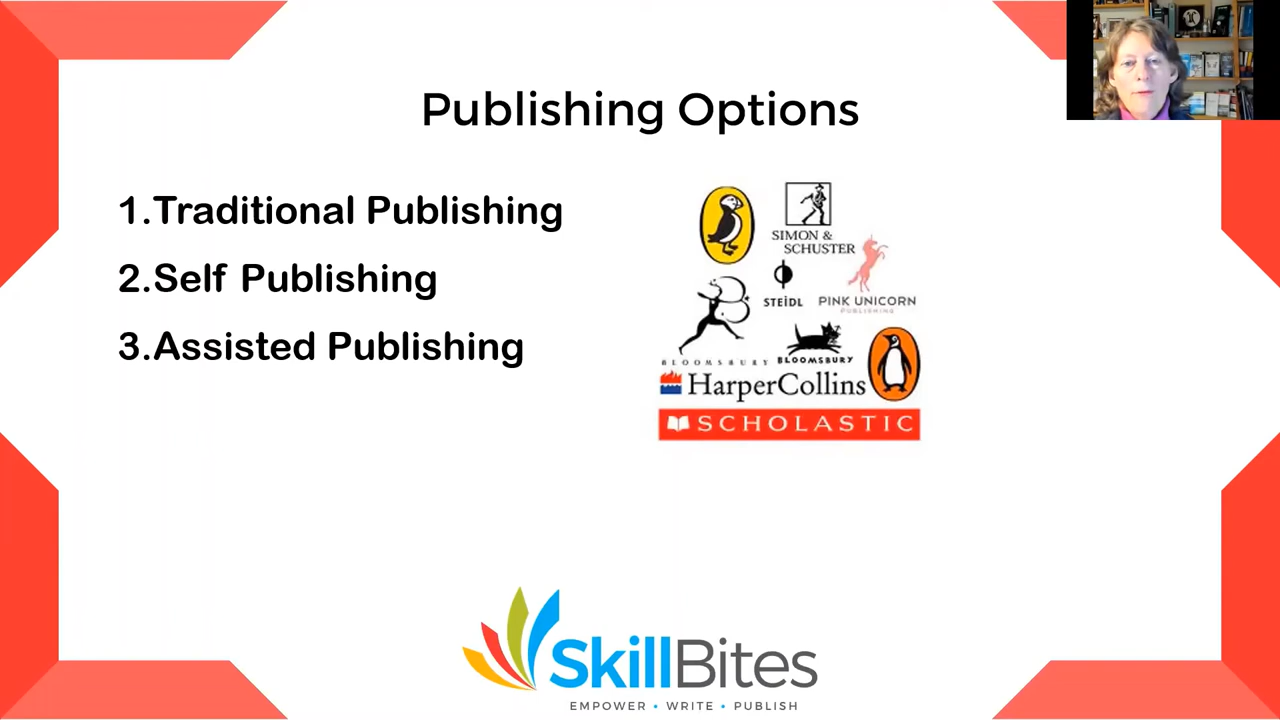 Publishing Options
1.Traditional Publishing
2.Self Publishing
3.Assisted Publishing
SIMON &
SCHUSTER
STEIDL
PINK UNICORN
PUBLISHING
BLOOMSBURY
BLOOMSBURY
HarperCollins
SCHOLASTIC
SkillBites
EMPOWER • WRITE • PUBLISH